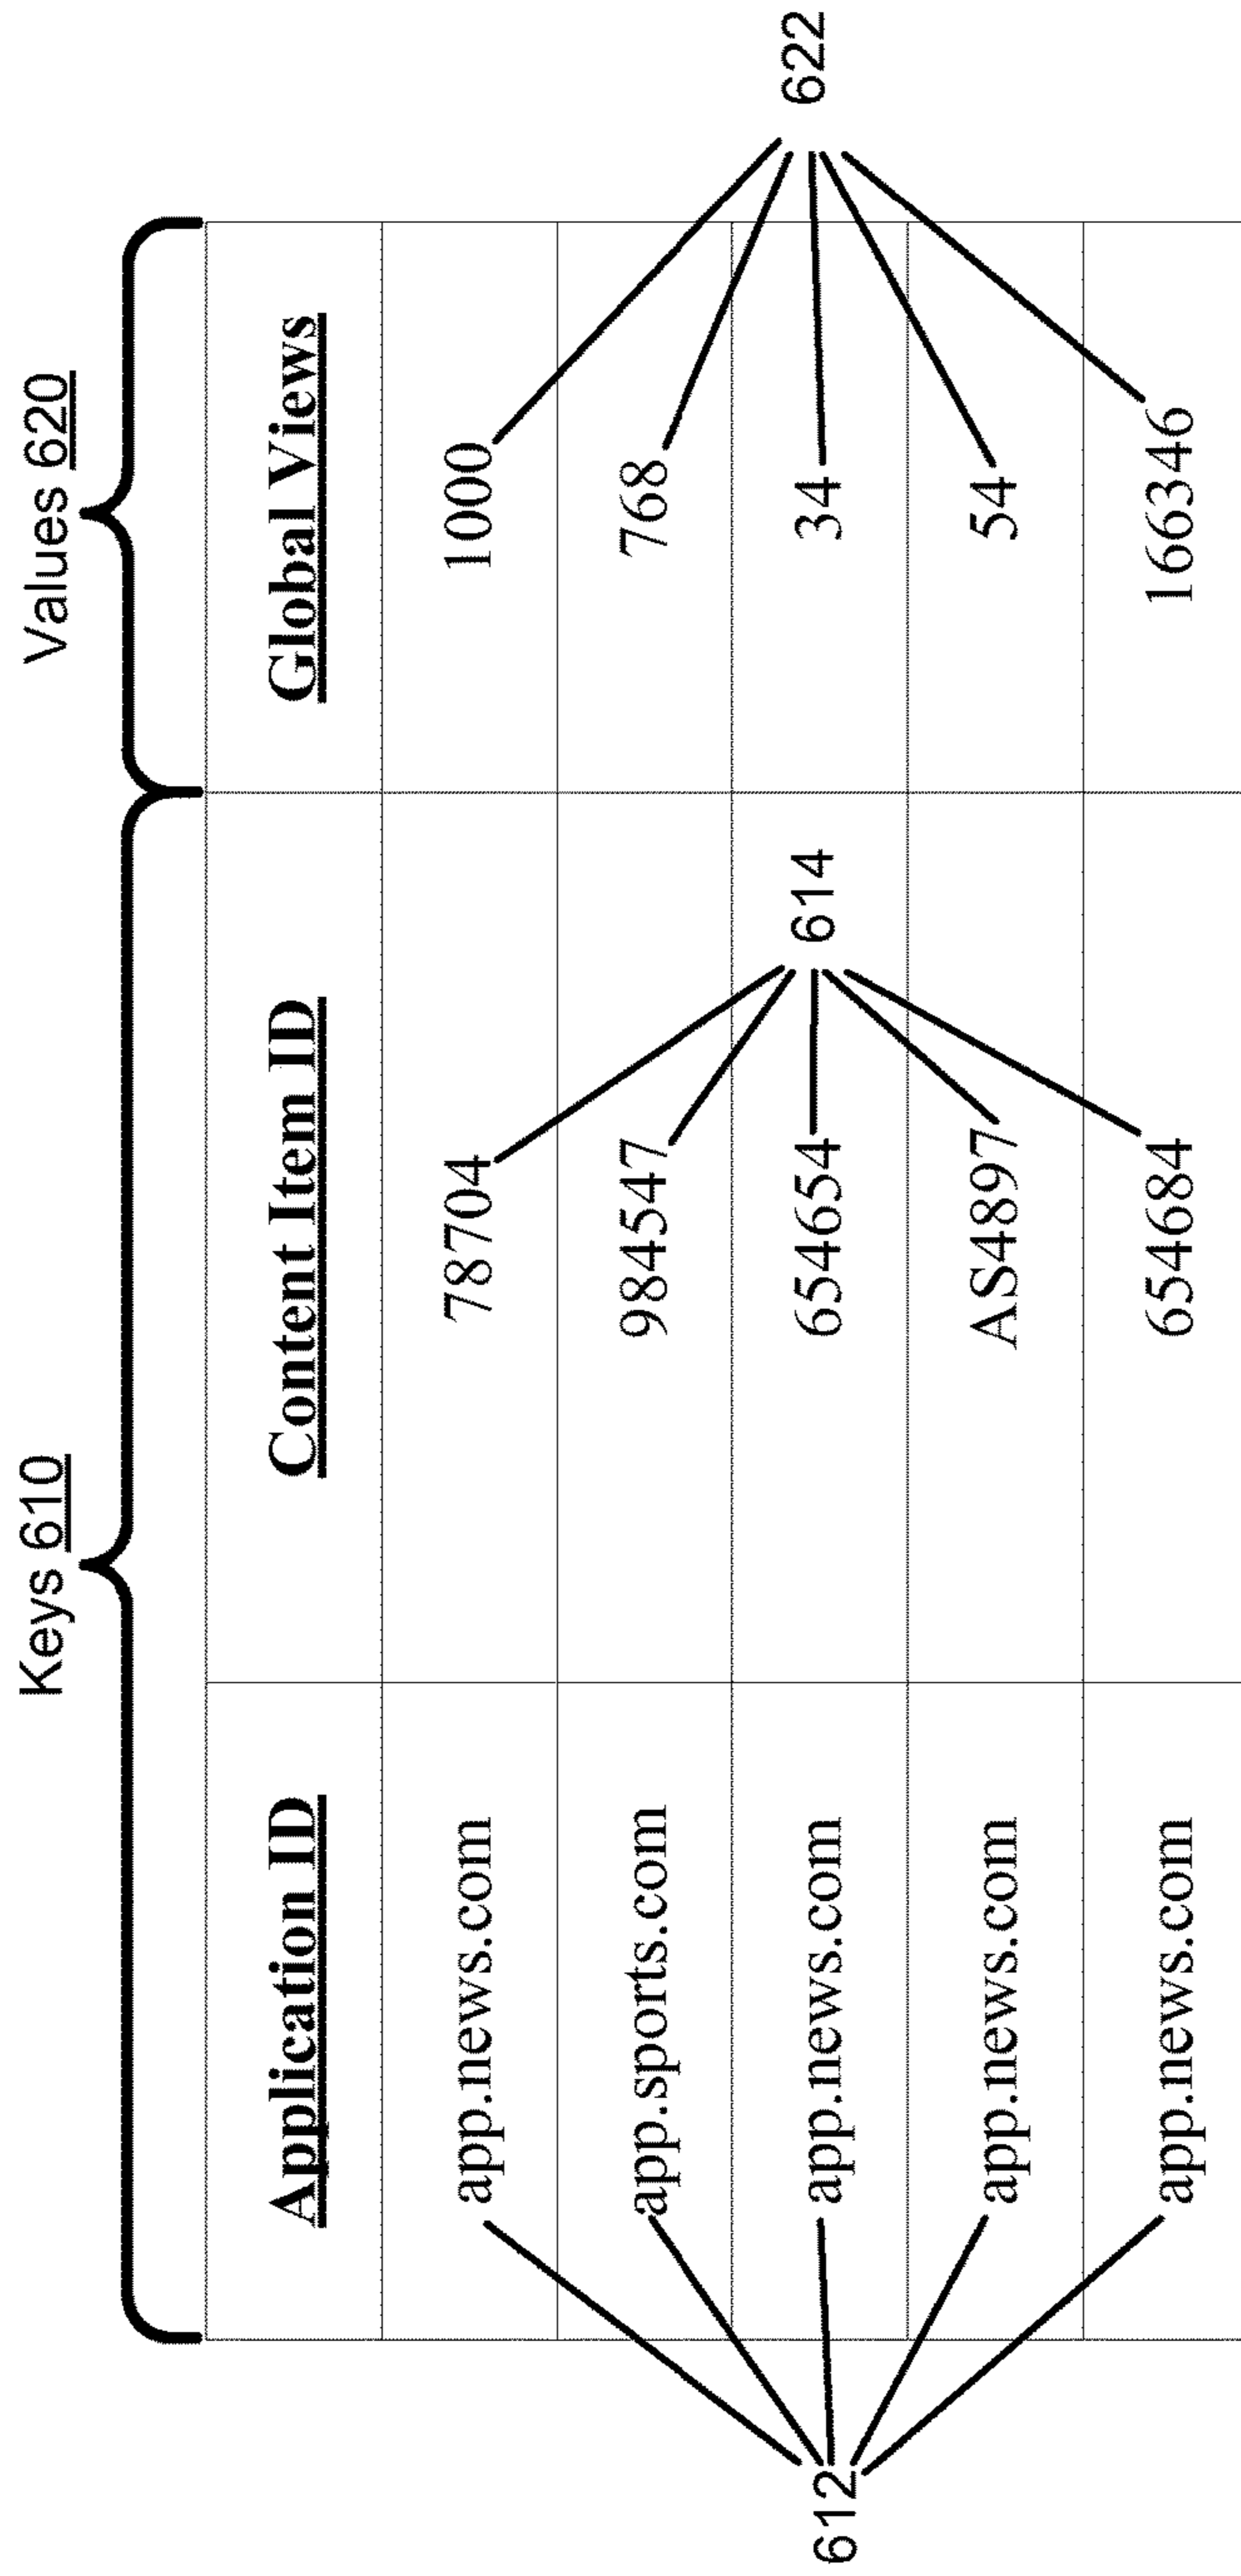 Keys 610 Values 620
Application ID Content Item ID Global Views
app.news.com 78704 1000
app.sports.com 984547 768
612 app.news.com 654654 614 34 622
app.news.com AS4897 54
app.news.com 654684 166346